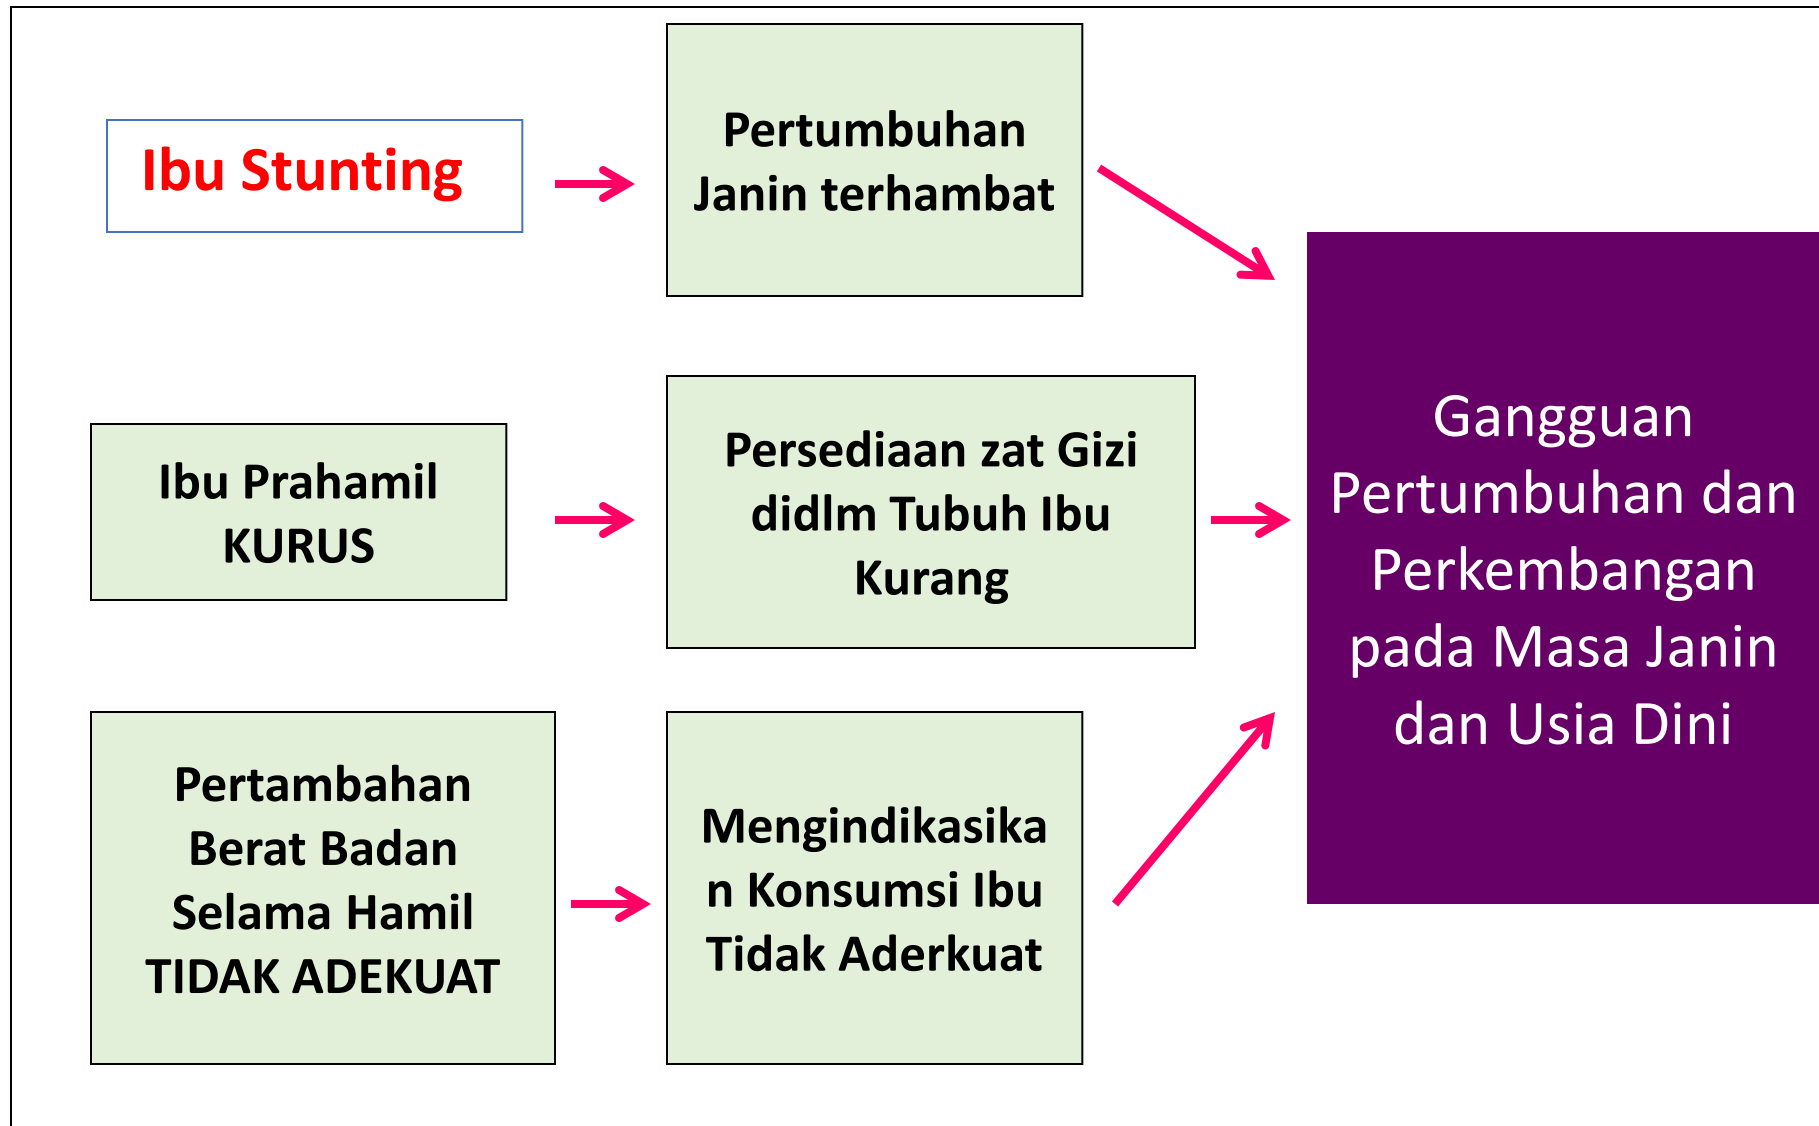 Ibu Stunting
Pertumbuhan
Janin terhambat
Ibu Prahamil
KURUS
Persediaan zat Gizi
didlm Tubuh Ibu
Kurang
Pertambahan
Berat Badan
Selama Hamil
TIDAK ADEKUAT
Mengindikasika
n Konsumsi Ibu
Tidak Aderkuat
Gangguan
Pertumbuhan dan
Perkembangan
pada Masa Janin
dan Usia Dini